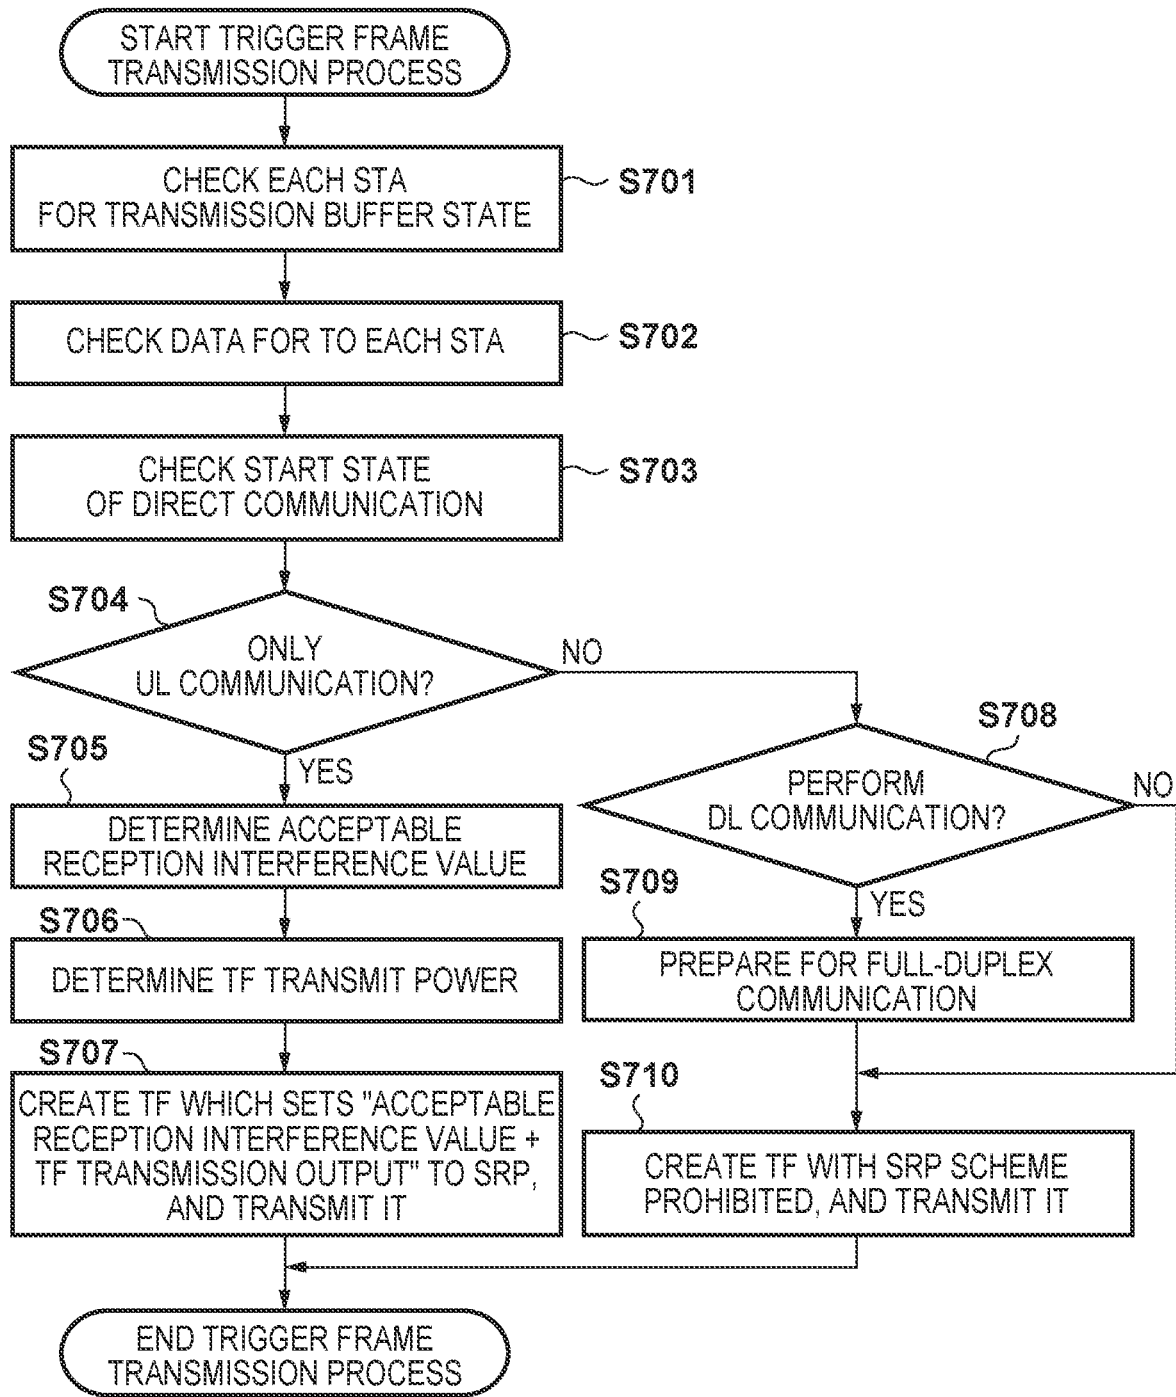 START TRIGGER FRAME
TRANSMISSION PROCESS
CHECK EACH STA
FOR TRANSMISSION BUFFER STATE
S701
CHECK DATA FOR TO EACH STA
S702
CHECK START STATE
OF DIRECT COMMUNICATION
S703
S704
ONLY
UL COMMUNICATION?
NO
YES
S705
DETERMINE ACCEPTABLE
RECEPTION INTERFERENCE VALUE
S706
DETERMINE TF TRANSMIT POWER
S707
CREATE TF WHICH SETS "ACCEPTABLE
RECEPTION INTERFERENCE VALUE +
TF TRANSMISSION OUTPUT" TO SRP,
AND TRANSMIT IT
S708
PERFORM
DL COMMUNICATION?
NO
YES
S709
PREPARE FOR FULL-DUPLEX
COMMUNICATION
S710
CREATE TF WITH SRP SCHEME
PROHIBITED, AND TRANSMIT IT
END TRIGGER FRAME
TRANSMISSION PROCESS